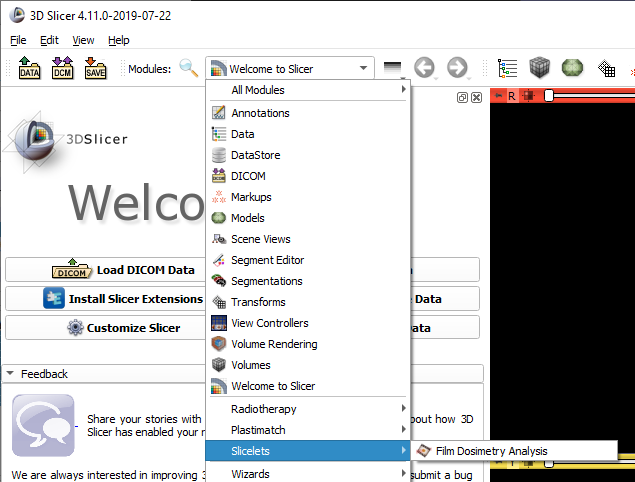 3D Slicer 4.11.0-2019-07-22
File Edit View Help
DATA DCM SAVE Modules: Welcome to Slicer
All Modules
R
Annotations
3DSlicer
Data
DataStore
DICOM
Welco
Markups
Models
Scene Views
Segment Editor
DICOM Load DICOM Data
Segmentations
Install Slicer Extensions
Transforms
e Data
View Controllers
Customize Slicer
Data
Volume Rendering
Volumes
Feedback
Welcome to Slicer
Radiotherapy
Share your stories with
out how 3D
Plastimatch
Slicer has enabled your
Slicelets
Film Dosimetry Analysis
We are always interested in improving 3
submit a bug
Wizards